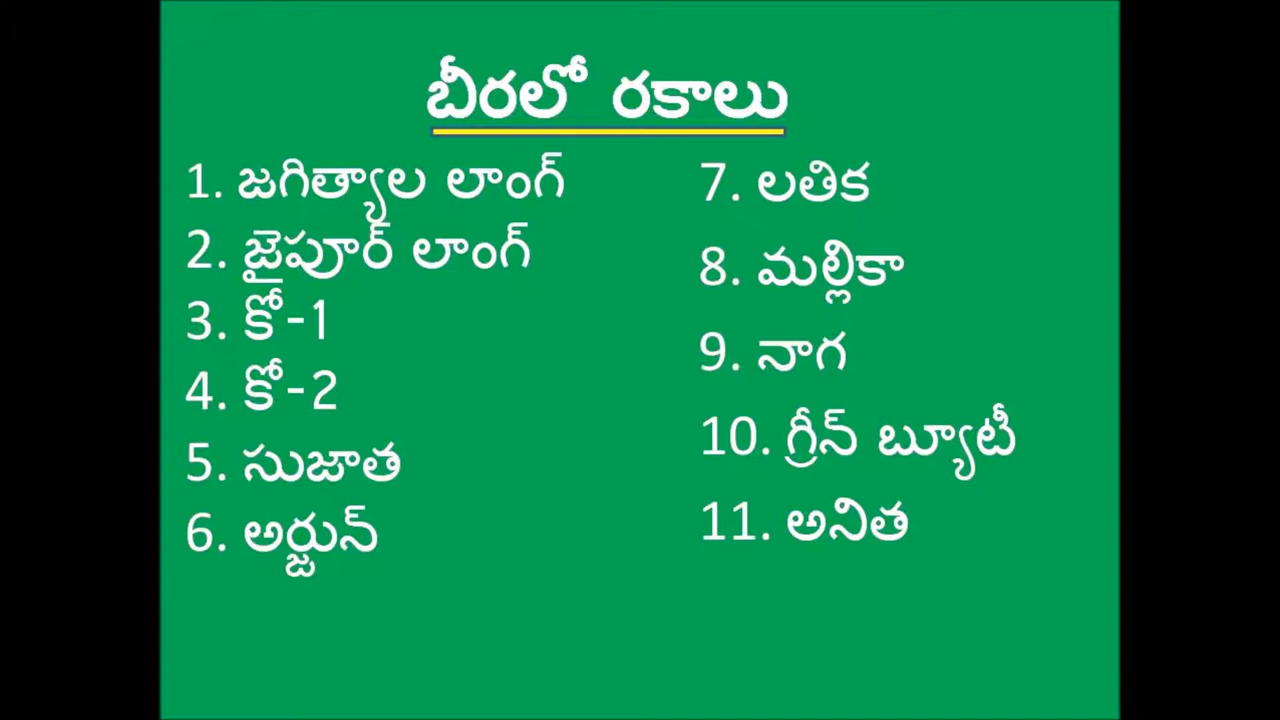 బీరలో రకాలు
1. జగిత్యాల లాంగ్
2. జైపూర్ లాంగ్
3. కో-1
4. కో-2
5. సుజాత
6. అర్జున్
7. లతిక
8. మల్లికా
9. నాగ
10. గ్రీన్ బ్యూటీ
11. అనిత